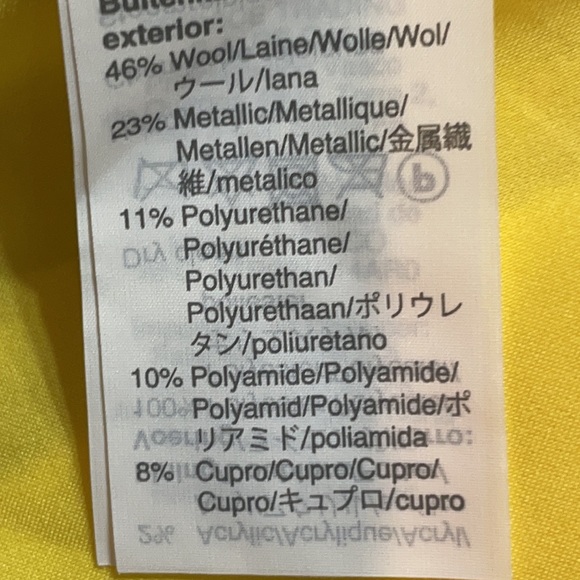 exterior:
46% Wool/Laine/Wolle/Wol/
ウール/lana
23% Metallic/Metallique/
Metallen/Metallic/金属繊
維/metalico
11% Polyurethane/
Polyuréthane/
Polyurethan/
Polyurethaan/ポリウレ
タン/poliuretano
10% Polyamide/Polyamide/
Polyamid/Polyamide/ポ
リアミド/poliamida
8% Cupro/Cupro/Cupro/
Cupro/キュプロ/cupro